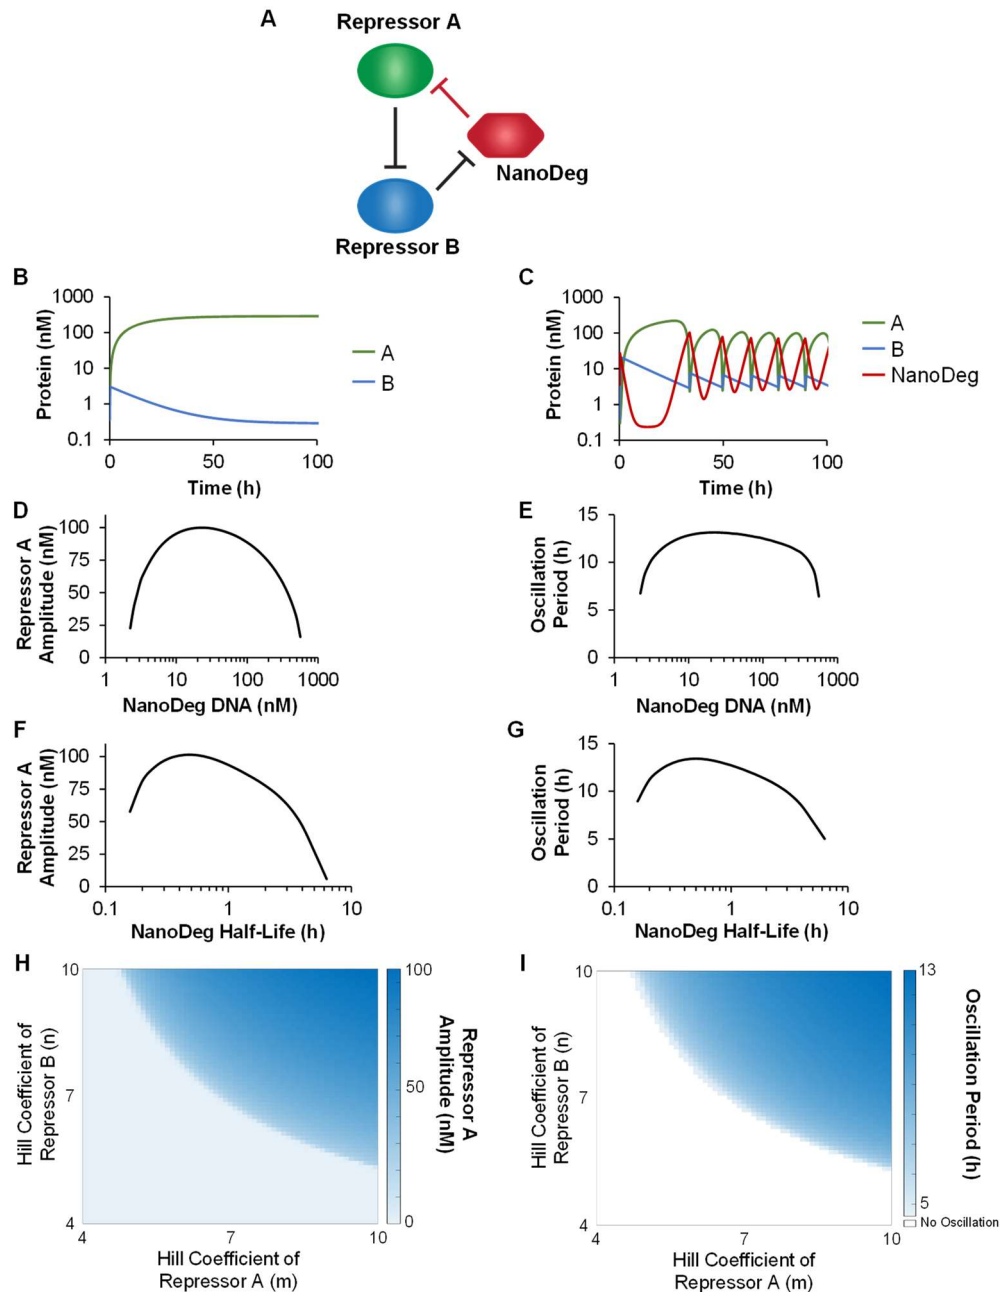 A
Repressor A
NanoDeg
Repressor B
B
Protein (nM)
1000
100
10
1
0.1
0
50
100
Time (h)
A
B
C
Protein (nM)
1000
100
10
1
0.1
0
50
100
Time (h)
A
B
NanoDeg
D
Repressor A
Amplitude (nM)
100
75
50
25
0
1
10
100
1000
NanoDeg DNA (nM)
E
Oscillation
Period (h)
15
10
5
0
1
10
100
1000
NanoDeg DNA (nM)
F
Repressor A
Amplitude (nM)
100
75
50
25
0
0.1
1
10
NanoDeg Half-Life (h)
G
Oscillation
Period (h)
15
10
5
0
0.1
1
10
NanoDeg Half-Life (h)
H
Hill Coefficient of
Repressor B (n)
10
7
4
4
7
10
Hill Coefficient of
Repressor A (m)
100
50
0
Repressor A
Amplitude (nM)
I
Hill Coefficient of
Repressor B (n)
10
7
4
4
7
10
Hill Coefficient of
Repressor A (m)
13
5
No Oscillation
Oscillation Period (h)